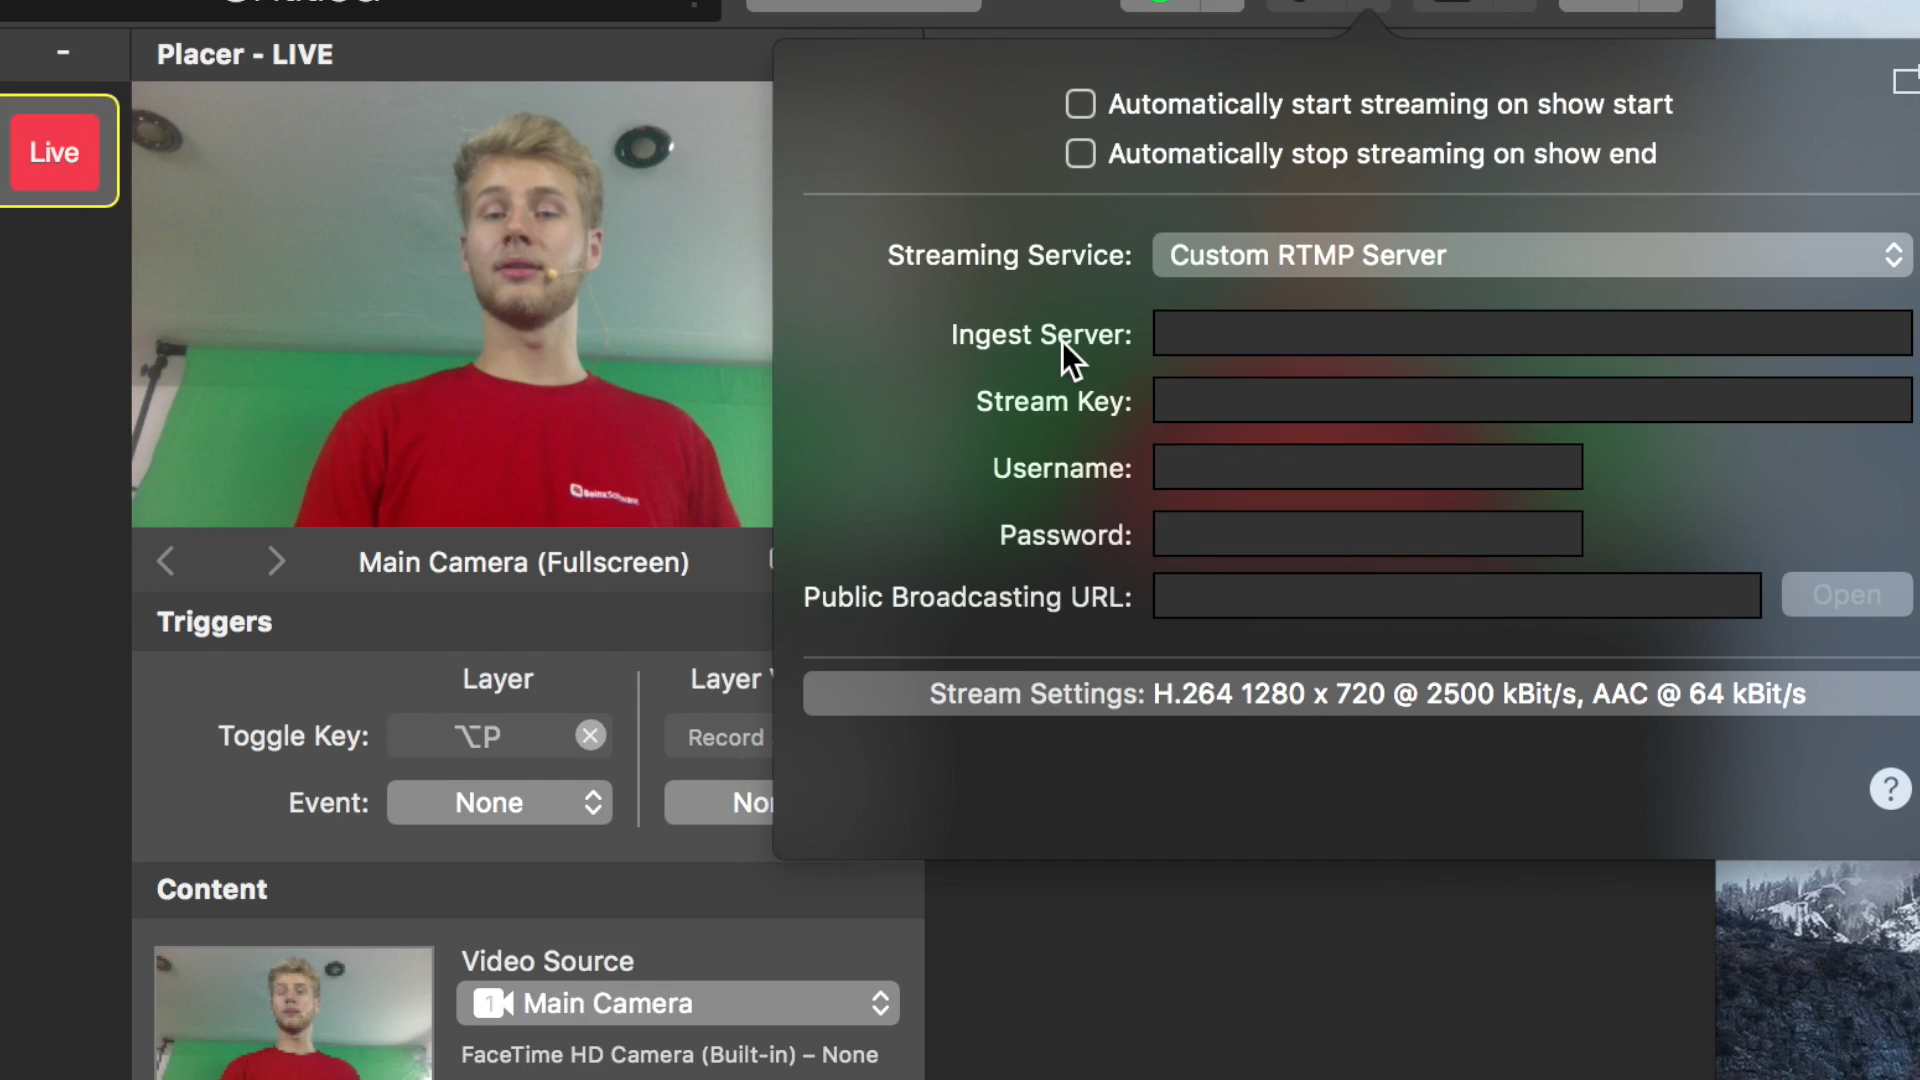 -
Placer - LIVE
Live
Automatically start streaming on show start
Automatically stop streaming on show end
Streaming Service: Custom RTMP Server
Ingest Server:
Stream Key:
Username:
Password:
Public Broadcasting URL: Open
Stream Settings: H.264 1280 x 720 @ 2500 kBit/s, AAC @ 64 kBit/s
?
Main Camera (Fullscreen)
Triggers
Layer Layer
Toggle Key: ⌥P Record
Event: None
Content
Video Source
1 Main Camera
FaceTime HD Camera (Built-in) – None